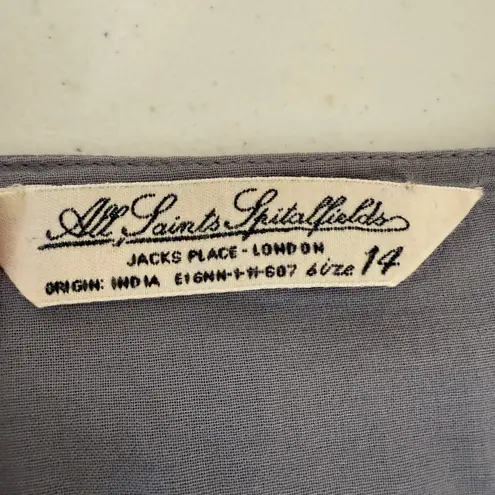 All Saints Spitalfields
JACKS PLACE - LONDON
ORIGIN: INDIA E16NN-1-11-607 size 14